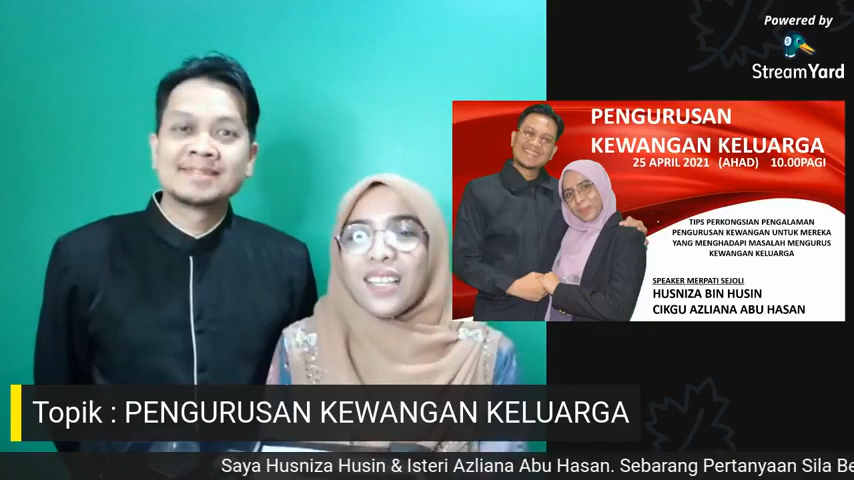 Powered by
StreamYard
PENGURUSAN
KEWANGAN KELUARGA
25 APRIL 2021 (AHAD) 10.00PAGI
TIPS PERKONGSIAN PENGALAMAN
PENGURUSAN KEWANGAN UNTUK MEREKA
YANG MENGHADAPI MASALAH MENGURUS
KEWANGAN KELUARGA
SPEAKER MERPATI SEJOLI
HUSNIZA BIN HUSIN
CIKGU AZLIANA ABU HASAN
Topik : PENGURUSAN KEWANGAN KELUARGA
Saya Husniza Husin & Isteri Azliana Abu Hasan. Sebarang Pertanyaan Sila Be